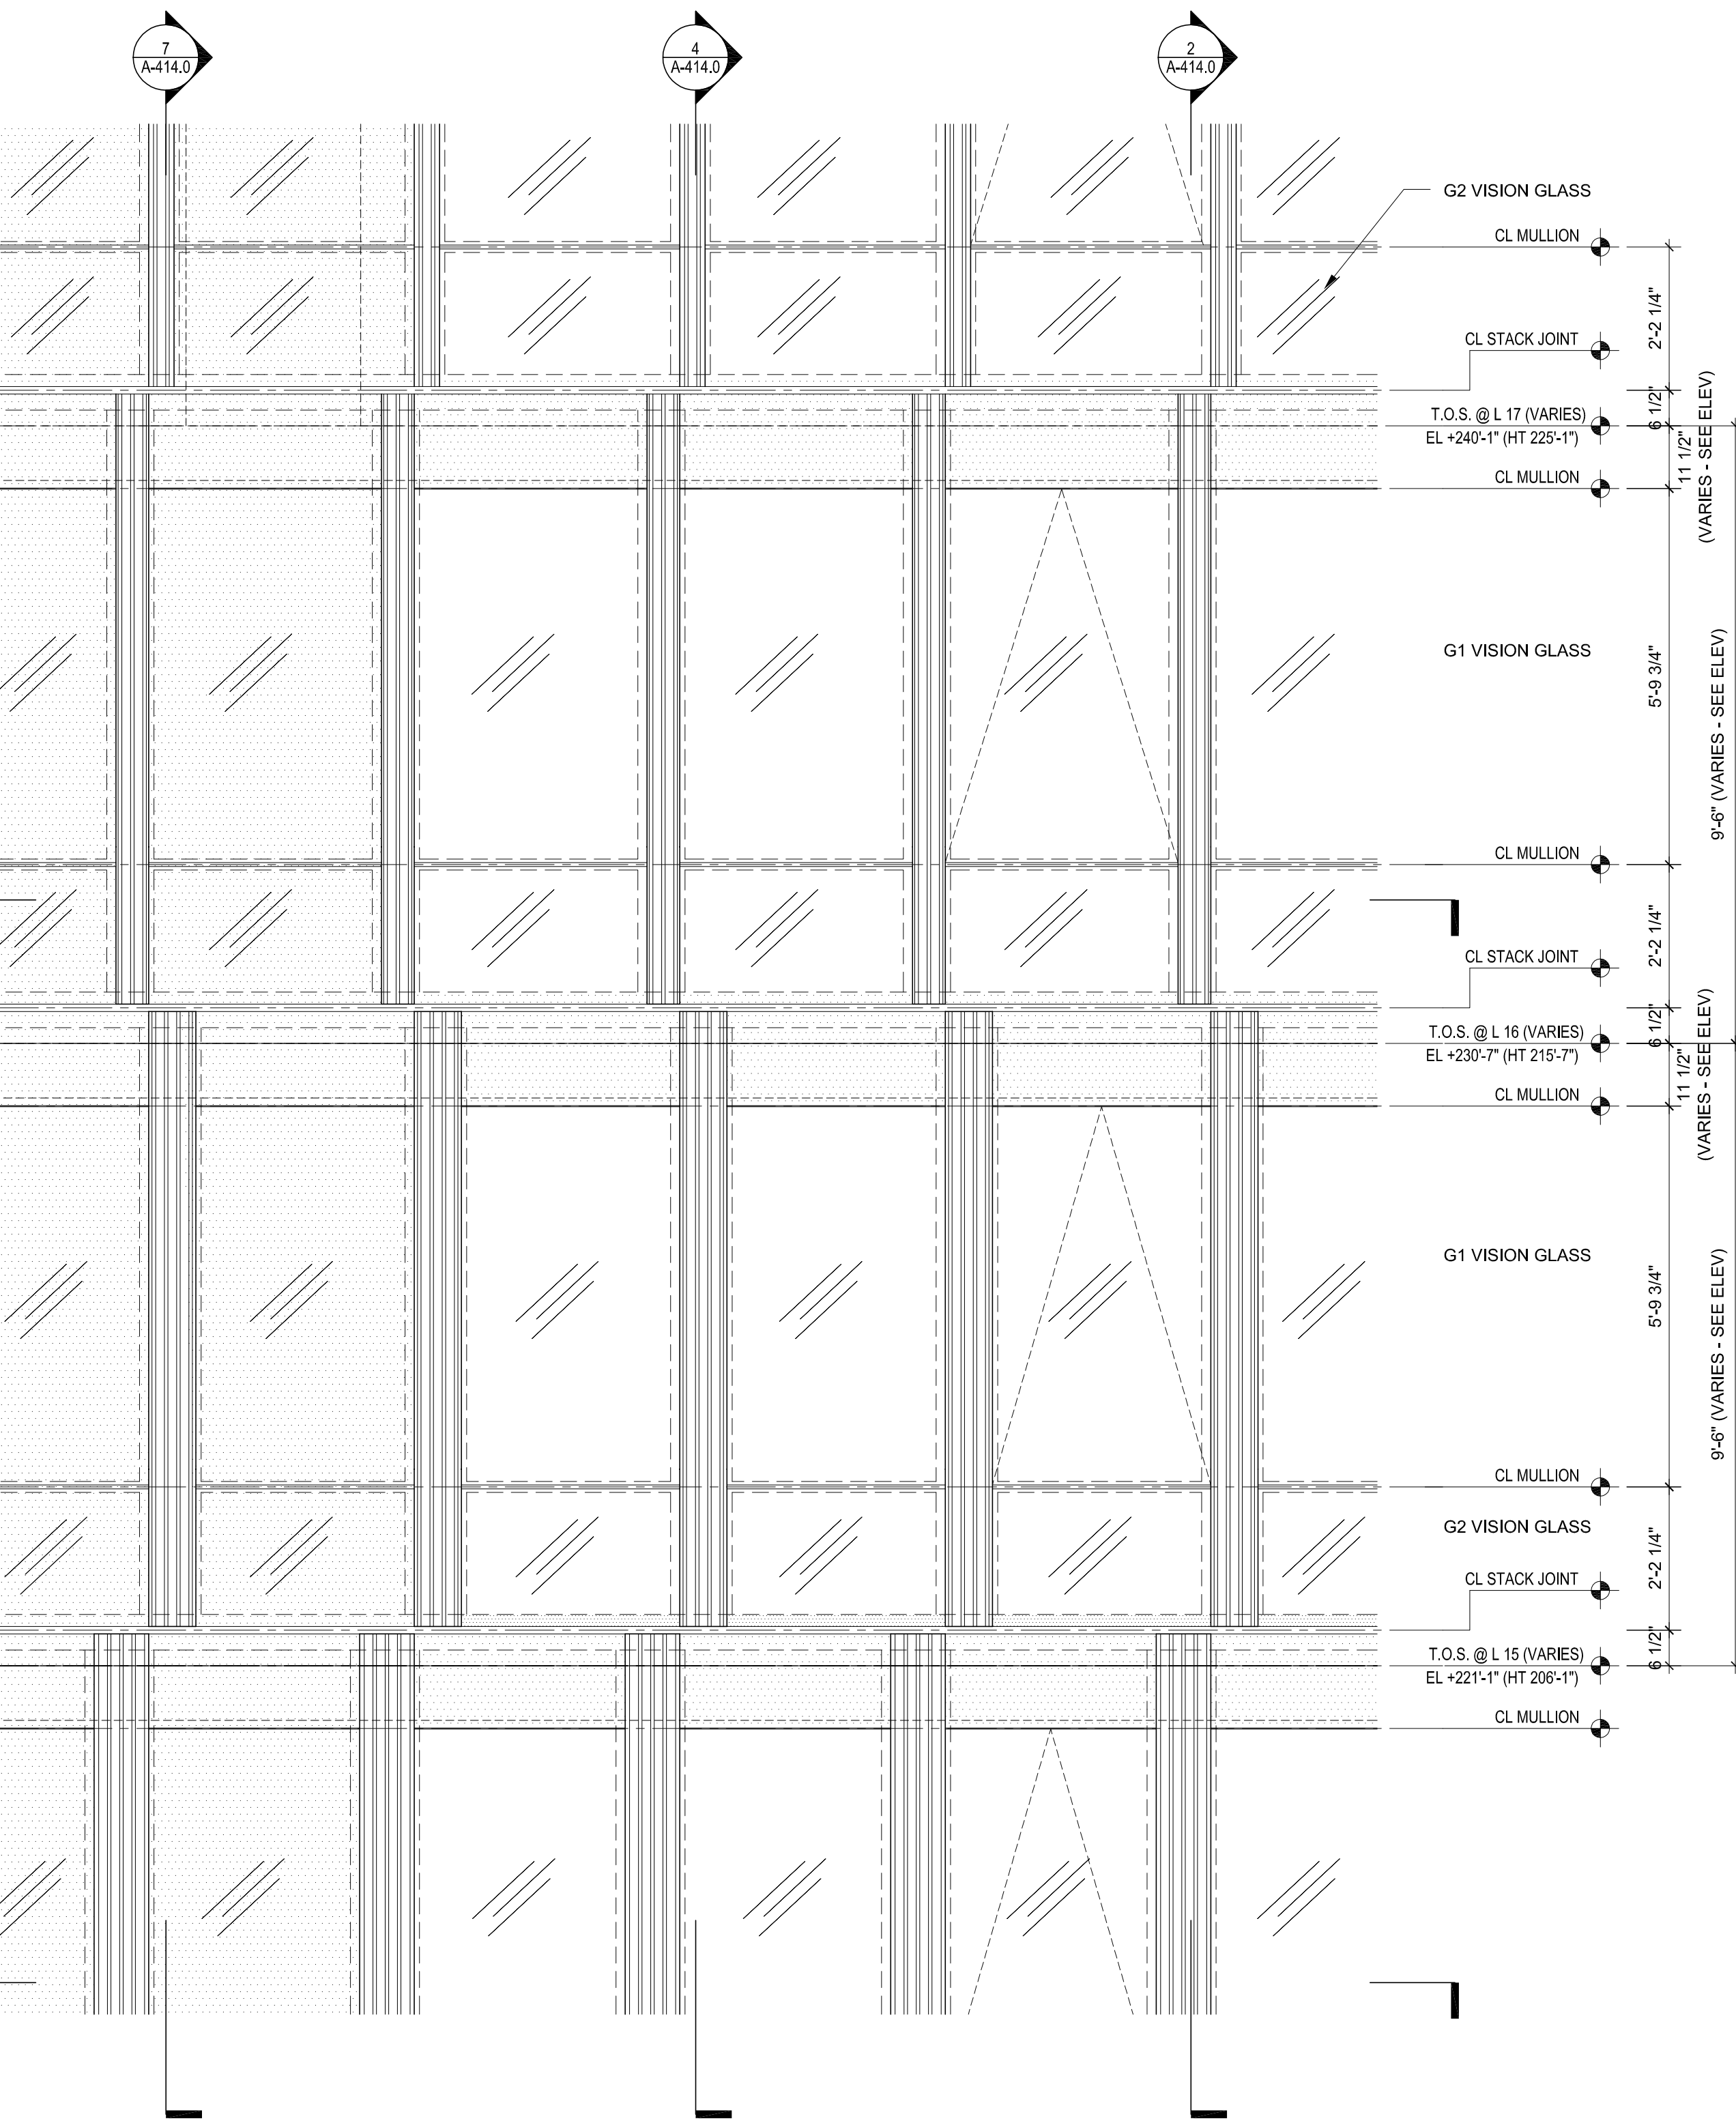 7
A-414.0
4
A-414.0
2
A-414.0
G2 VISION GLASS
CL MULLION
2'-2 1/4"
CL STACK JOINT
6 1/2"
T.O.S. @ L 17 (VARIES)
EL +240'-1" (HT 225'-1")
11 1/2"
(VARIES - SEE ELEV)
CL MULLION
G1 VISION GLASS
5'-9 3/4"
9'-6" (VARIES - SEE ELEV)
CL MULLION
2'-2 1/4"
CL STACK JOINT
6 1/2"
T.O.S. @ L 16 (VARIES)
EL +230'-7" (HT 215'-7")
11 1/2"
(VARIES - SEE ELEV)
CL MULLION
G1 VISION GLASS
5'-9 3/4"
9'-6" (VARIES - SEE ELEV)
CL MULLION
G2 VISION GLASS
2'-2 1/4"
CL STACK JOINT
6 1/2"
T.O.S. @ L 15 (VARIES)
EL +221'-1" (HT 206'-1")
CL MULLION